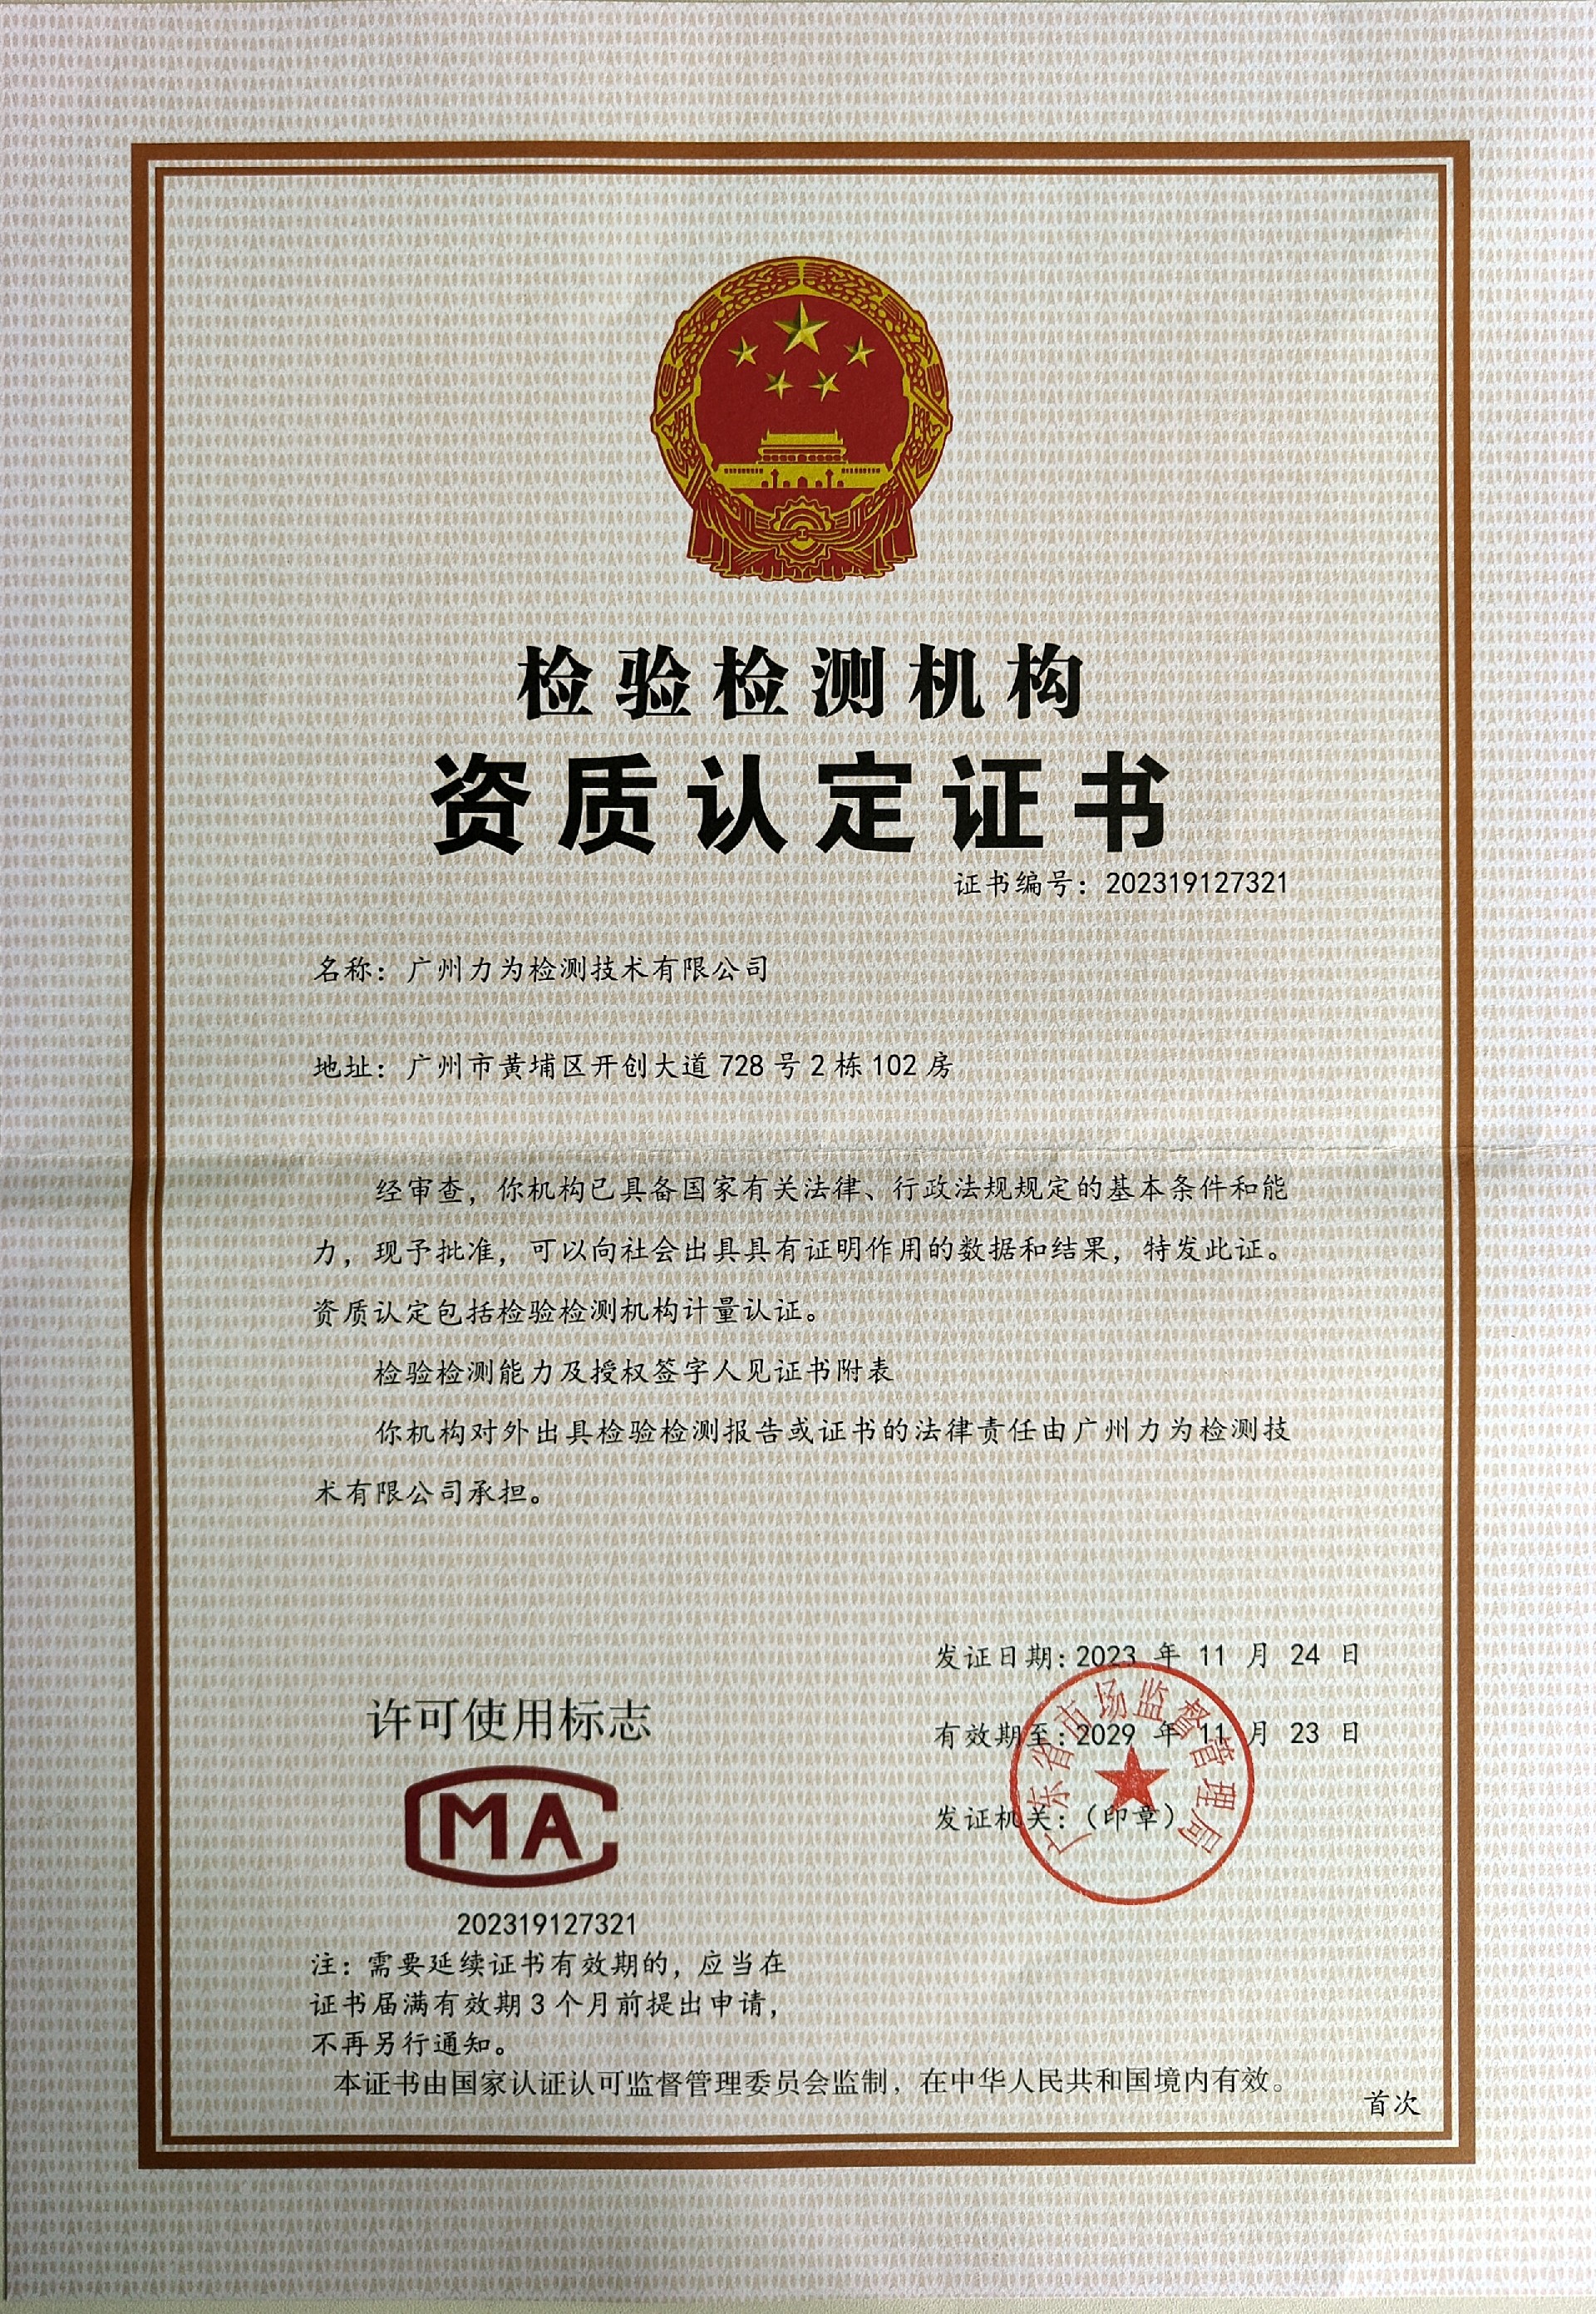 检验检测机构
资质认定证书
证书编号：202319127321
名称：广州力为检测技术有限公司
地址：广州市黄埔区开创大道728号2栋102房
经审查，你机构已具备国家有关法律、行政法规规定的基本条件和能
力，现予批准，可以向社会出具具有证明作用的数据和结果，特发此证。
资质认定包括检验检测机构计量认证。
检验检测能力及授权签字人见证书附表
你机构对外出具检验检测报告或证书的法律责任由广州力为检测技
术有限公司承担。
许可使用标志
MA
202319127321
注：需要延续证书有效期的，应当在
证书届满有效期3个月前提出申请，
不再另行通知。
发证日期：2023 年 11 月 24 日
有效期至：2029 年 11 月 23 日
发证机关：（印章）
广东省市场监督管理局
本证书由国家认证认可监督管理委员会监制，在中华人民共和国境内有效。
首次